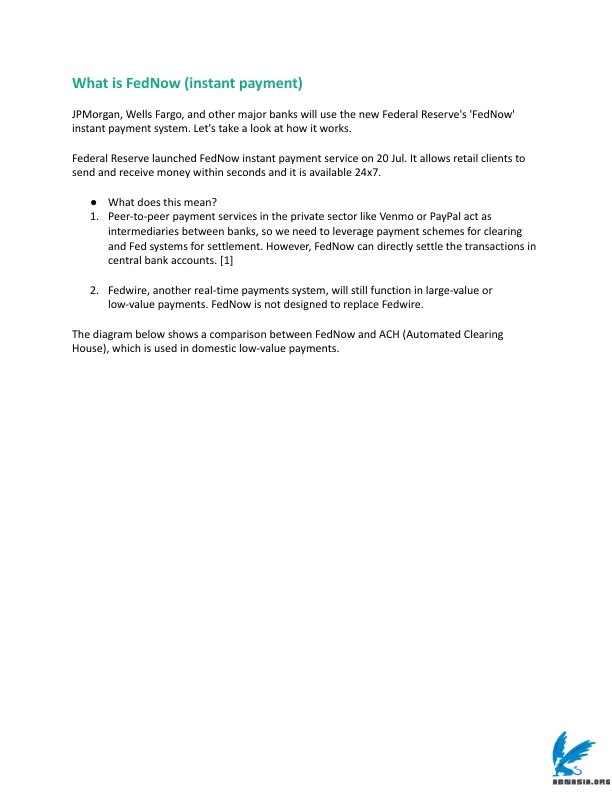 What is FedNow (instant payment)
JPMorgan, Wells Fargo, and other major banks will use the new Federal Reserve's 'FedNow'
instant payment system. Let's take a look at how it works.
Federal Reserve launched FedNow instant payment service on 20 Jul. It allows retail clients to
send and receive money within seconds and it is available 24x7.
● What does this mean?
1. Peer-to-peer payment services in the private sector like Venmo or PayPal act as
intermediaries between banks, so we need to leverage payment schemes for clearing
and Fed systems for settlement. However, FedNow can directly settle the transactions in
central bank accounts. [1]
2. Fedwire, another real-time payments system, will still function in large-value or
low-value payments. FedNow is not designed to replace Fedwire.
The diagram below shows a comparison between FedNow and ACH (Automated Clearing
House), which is used in domestic low-value payments.
ABNASIA.ORG